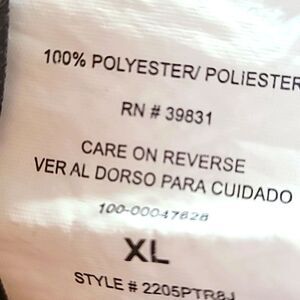 100% POLYESTER/ POLIESTER
RN # 39831
CARE ON REVERSE
VER AL DORSO PARA CUIDADO
100-00047628
XL
STYLE # 2205PTR8J